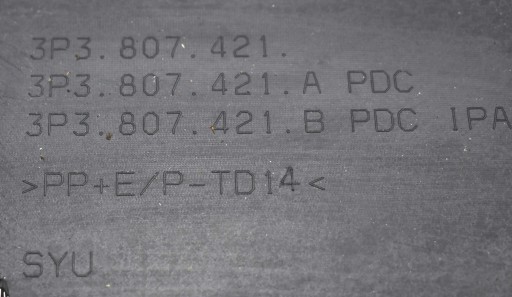 3P3.807.421.
3P3.807.421.A PDC
3P3.807.421.B PDC IPA
>PP+E/P-TD14<
SYU